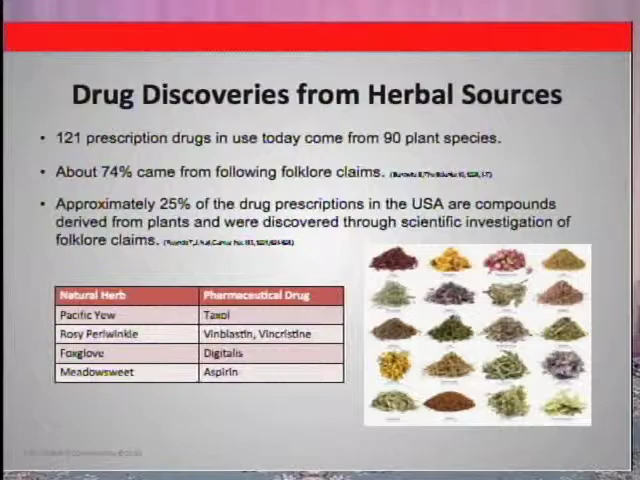 Drug Discoveries from Herbal Sources
• 121 prescription drugs in use today come from 90 plant species.
• About 74% came from following folklore claims.
• Approximately 25% of the drug prescriptions in the USA are compounds
derived from plants and were discovered through scientific investigation of
folklore claims.
Natural Herb Pharmaceutical Drug
Pacific Yew Taxol
Rosy Periwinkle Vinblastin, Vincristine
Foxglove Digitalis
Meadowsweet Aspirin